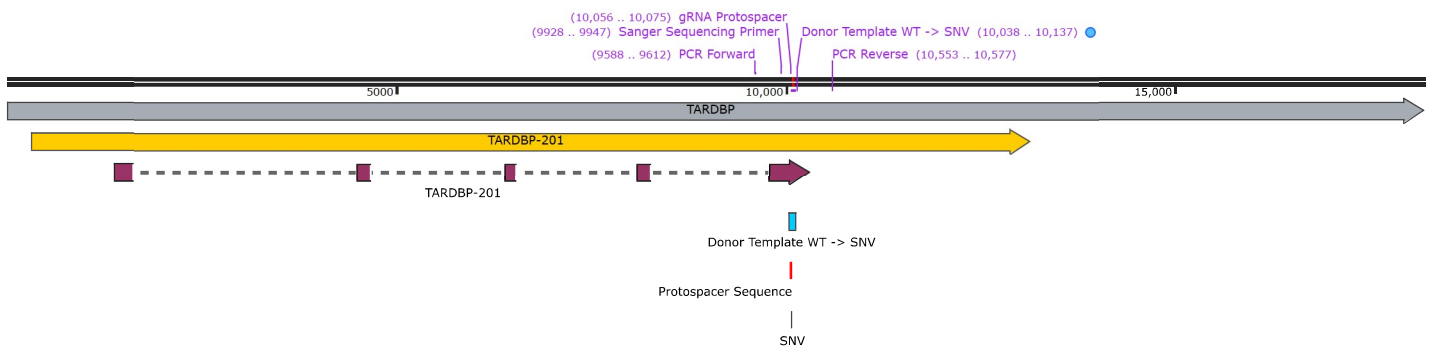 (10,056 .. 10,075) gRNA Protospacer
(9928 .. 9947) Sanger Sequencing Primer Donor Template WT -> SNV (10,038 .. 10,137)
(9588 .. 9612) PCR Forward PCR Reverse (10,553 .. 10,577)
5000 10,000 15,000
TARDBP
TARDBP-201
TARDBP-201
Donor Template WT -> SNV
Protospacer Sequence
SNV